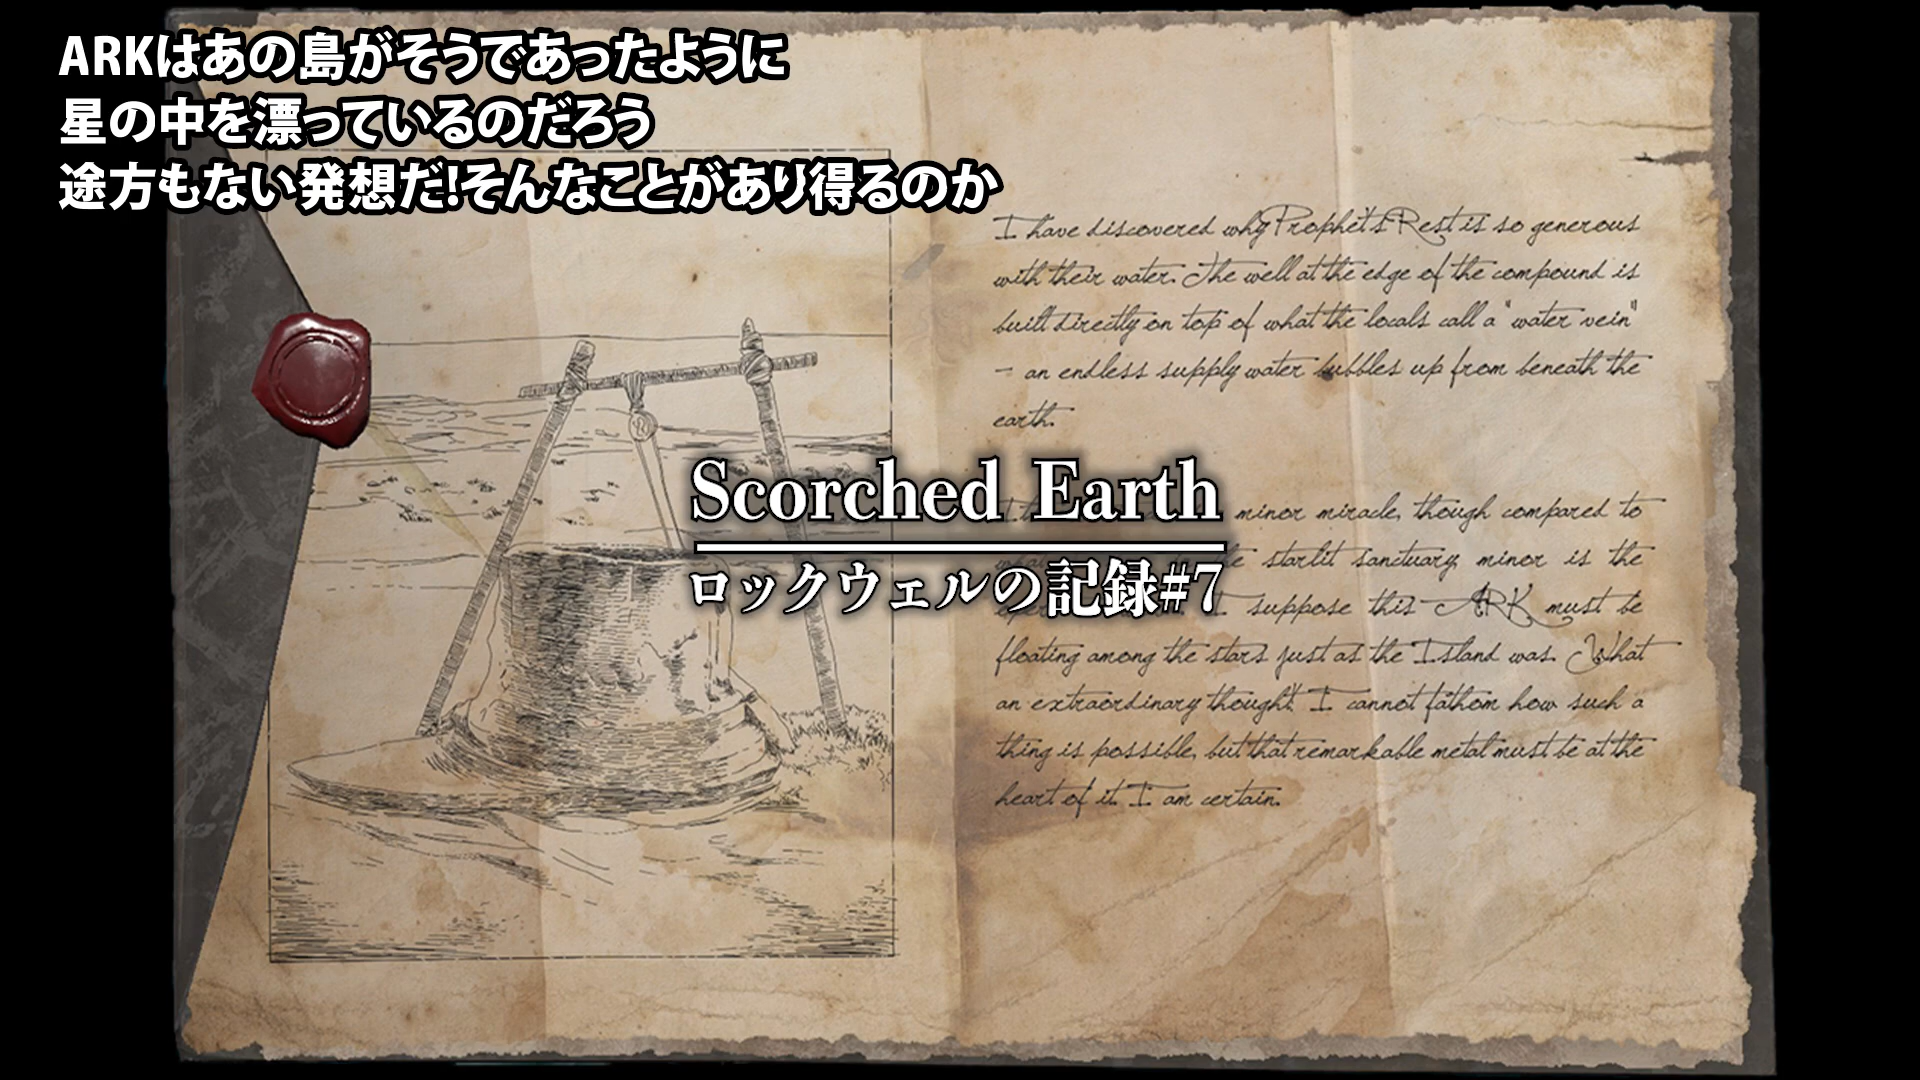 ARKはあの島がそうであったように
星の中を漂っているのだろう
途方もない発想だ!そんなことがあり得るのか
I have discovered why Prophet's Rest is so generous
with their water. The well at the edge of the compound is
built directly on top of what the locals call a "water vein"
- an endless supply water bubbles up from beneath the
earth.
Scorched Earth
ロックウェルの記録#7
minor miracle, though compared to
the starlit sanctuary, minor is the
I suppose this ARK must be
floating among the stars just as the Island was. What
an extraordinary thought! I cannot fathom how such a
thing is possible, but that remarkable metal must be at the
heart of it. I am certain.